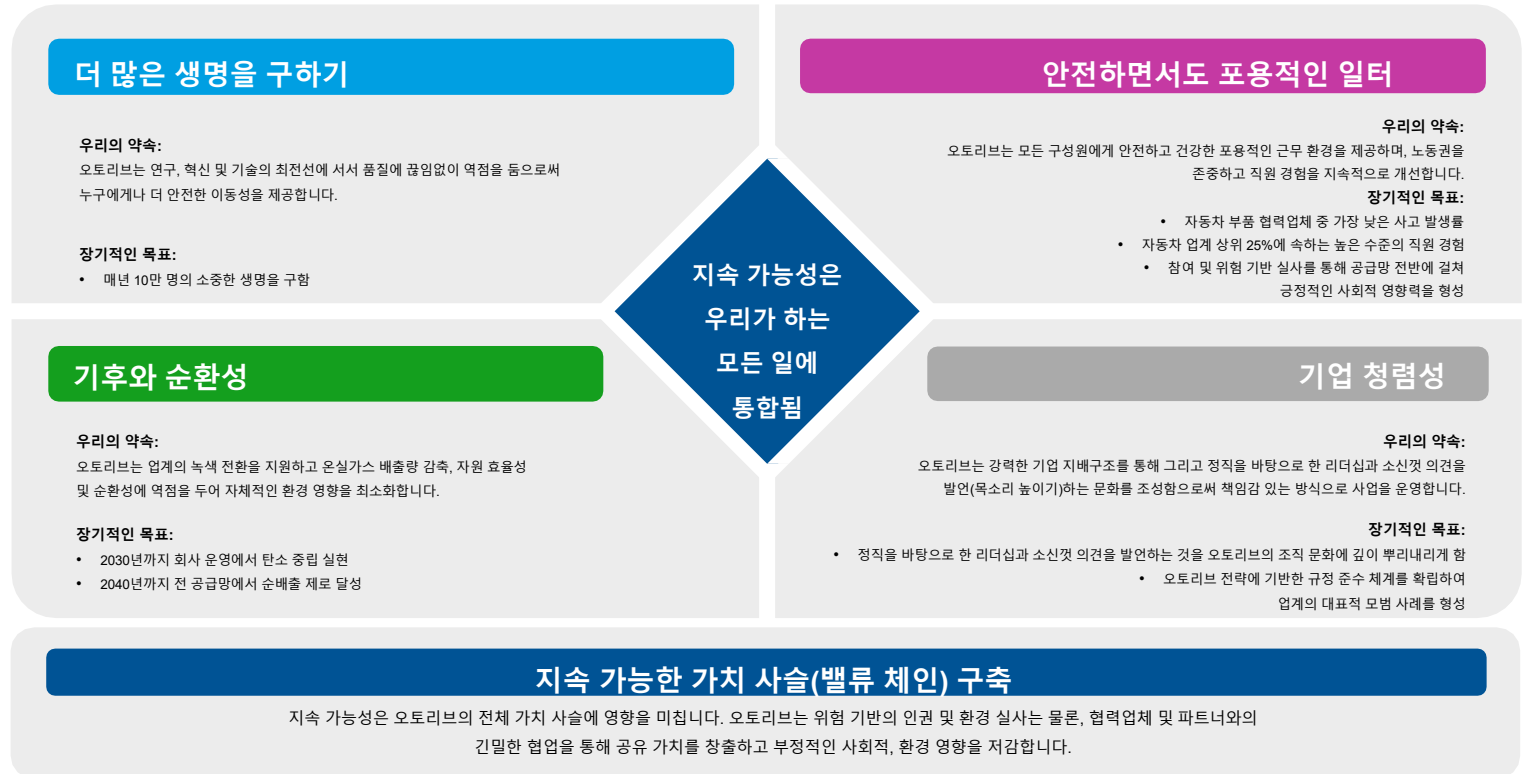 더 많은 생명을 구하기
우리의 약속:
오토리브는 연구, 혁신 및 기술의 최전선에 서서 품질에 끊임없이 역점을 둠으로써
누구에게나 더 안전한 이동성을 제공합니다.
장기적인 목표:
• 매년 10만 명의 소중한 생명을 구함
안전하면서도 포용적인 일터
우리의 약속:
오토리브는 모든 구성원에게 안전하고 건강한 포용적인 근무 환경을 제공하며, 노동권을
존중하고 직원 경험을 지속적으로 개선합니다.
장기적인 목표:
• 자동차 부품 협력업체 중 가장 낮은 사고 발생률
• 자동차 업계 상위 25%에 속하는 높은 수준의 직원 경험
• 참여 및 위험 기반 실사를 통해 공급망 전반에 걸쳐
긍정적인 사회적 영향력을 형성
지속 가능성은
우리가 하는
모든 일에
통합됨
기후와 순환성
우리의 약속:
오토리브는 업계의 녹색 전환을 지원하고 온실가스 배출량 감축, 자원 효율성
및 순환성에 역점을 두어 자체적인 환경 영향을 최소화합니다.
장기적인 목표:
• 2030년까지 회사 운영에서 탄소 중립 실현
• 2040년까지 전 공급망에서 순배출 제로 달성
기업 청렴성
우리의 약속:
오토리브는 강력한 기업 지배구조를 통해 그리고 정직을 바탕으로 한 리더십과 소신껏 의견을
발언(목소리 높이기)하는 문화를 조성함으로써 책임감 있는 방식으로 사업을 운영합니다.
장기적인 목표:
• 정직을 바탕으로 한 리더십과 소신껏 의견을 발언하는 것을 오토리브의 조직 문화에 깊이 뿌리내리게 함
• 오토리브 전략에 기반한 규정 준수 체계를 확립하여
업계의 대표적 모범 사례를 형성
지속 가능한 가치 사슬(밸류 체인) 구축
지속 가능성은 오토리브의 전체 가치 사슬에 영향을 미칩니다. 오토리브는 위험 기반의 인권 및 환경 실사는 물론, 협력업체 및 파트너와의
긴밀한 협업을 통해 공유 가치를 창출하고 부정적인 사회적, 환경 영향을 저감합니다.